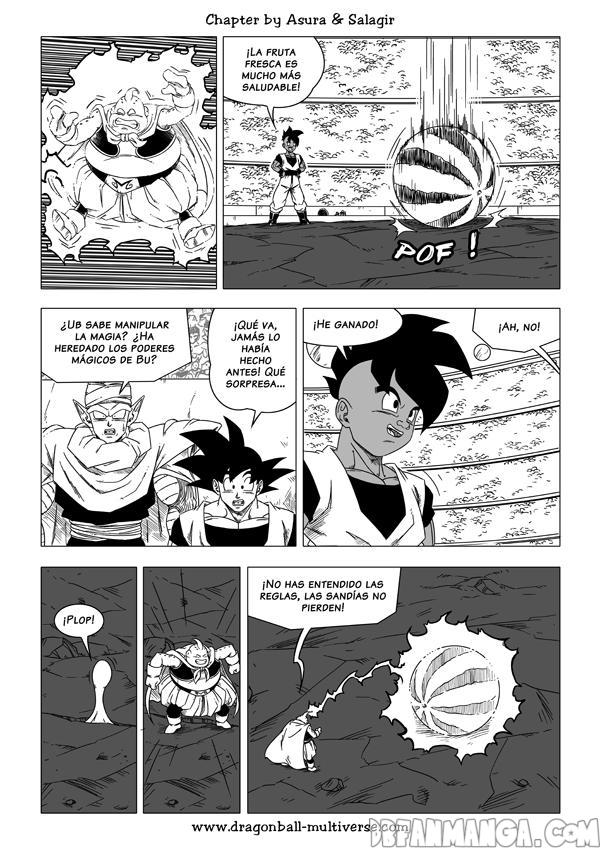 Chapter by Asura & Salagir
¡LA FRUTA
FRESCA ES
MUCHO MÁS
SALUDABLE!
POF !
¿UB SABE MANIPULAR
LA MAGIA? ¿HA
HEREDADO LOS PODERES
MÁGICOS DE BU?
¡QUÉ VA,
JAMÁS LO
HABÍA
HECHO
ANTES! QUÉ
SORPRESA...
¡HE GANADO!
¡AH, NO!
¡PLOP!
¡NO HAS ENTENDIDO LAS
REGLAS, LAS SANDÍAS NO
PIERDEN!
www.dragonball-multiverse.com
DBFANMANGA.COM